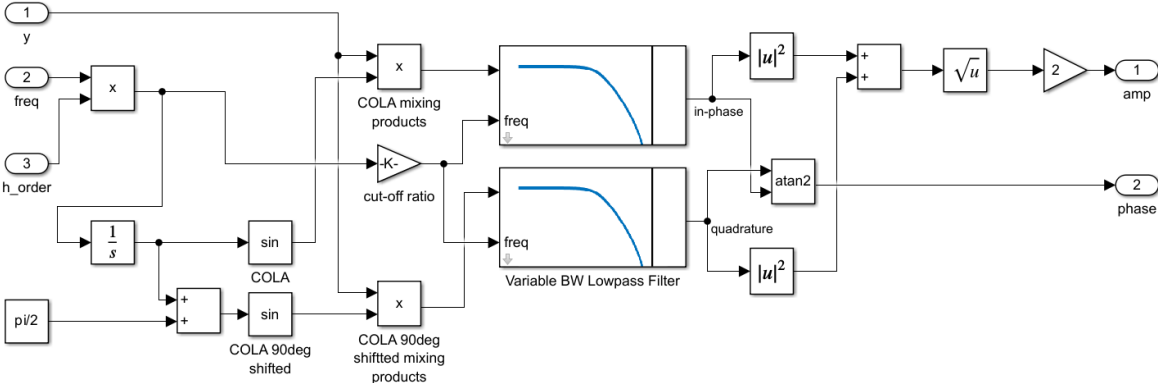 1
y
2
freq
3
h_order
x
1
s
pi/2
+
+
sin
COLA
sin
COLA 90deg
shifted
x
COLA mixing
products
-K-
cut-off ratio
x
COLA 90deg
shiftted mixing
products
freq
freq
Variable BW Lowpass Filter
in-phase
quadrature
|u|²
|u|²
atan2
+
+
√u
2
1
amp
2
phase